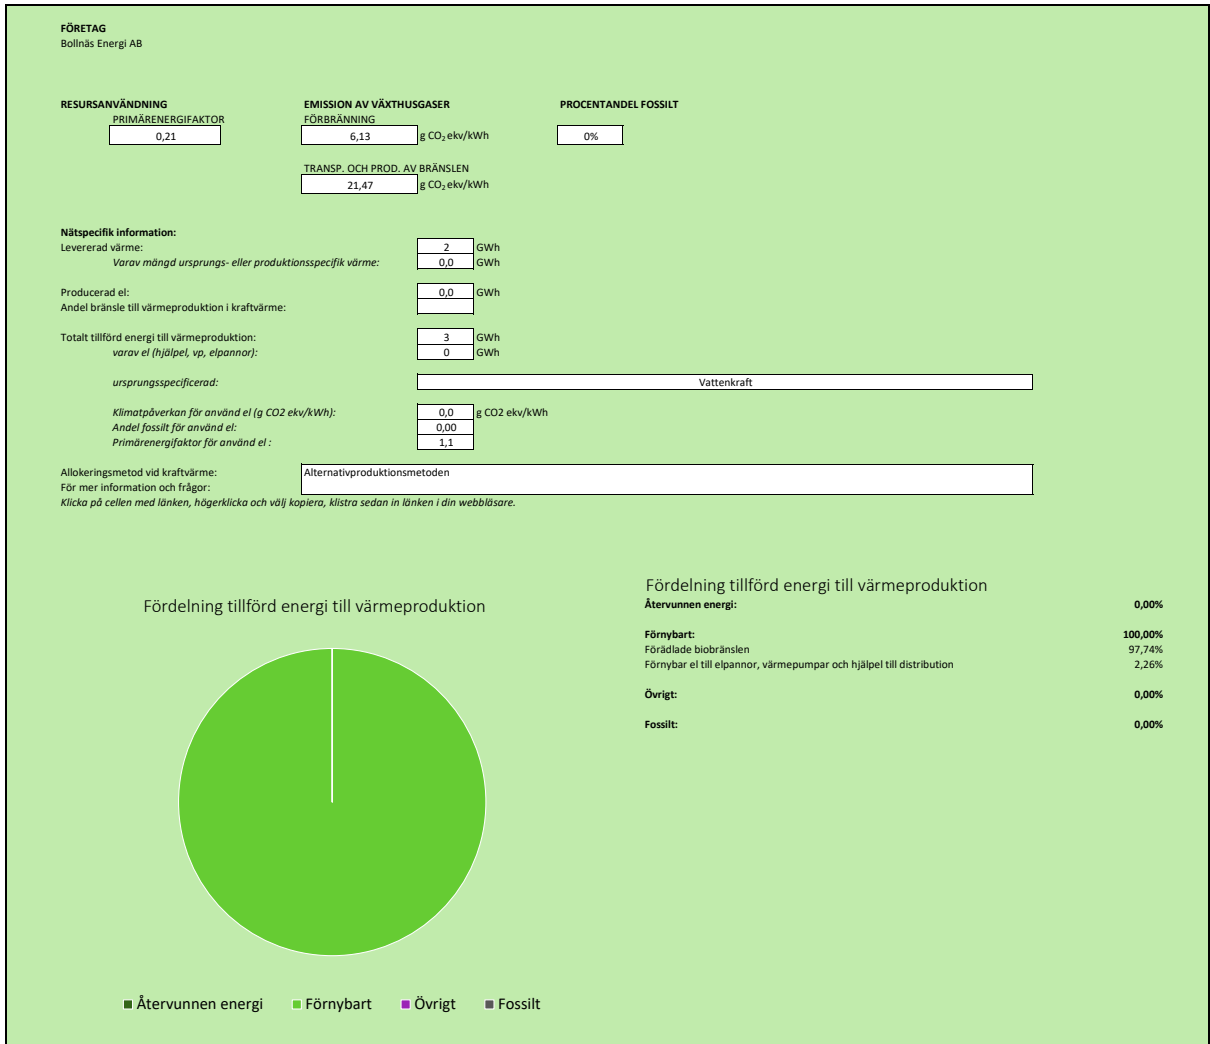 FÖRETAG
Bollnäs Energi AB
RESURSANVÄNDNING EMISSION AV VÄXTHUSGASER PROCENTANDEL FOSSILT
PRIMÄRENERGIFAKTOR FÖRBRÄNNING
0,21 6,13 g CO₂ ekv/kWh 0%
TRANSP. OCH PROD. AV BRÄNSLEN
21,47 g CO₂ ekv/kWh
Nätspecifik information:
Levererad värme: 2 GWh
Varav mängd ursprungs- eller produktionsspecifik värme: 0,0 GWh
Producerad el: 0,0 GWh
Andel bränsle till värmeproduktion i kraftvärme:
Totalt tillförd energi till värmeproduktion: 3 GWh
varav el (hjälpel, vp, elpannor): 0 GWh
ursprungsspecificerad: Vattenkraft
Klimatpåverkan för använd el (g CO2 ekv/kWh): 0,0 g CO2 ekv/kWh
Andel fossilt för använd el: 0,00
Primärenergifaktor för använd el : 1,1
Allokeringsmetod vid kraftvärme: Alternativproduktionsmetoden
För mer information och frågor:
Klicka på cellen med länken, högerklicka och välj kopiera, klistra sedan in länken i din webbläsare.
Fördelning tillförd energi till värmeproduktion
Återvunnen energi Förnybart Övrigt Fossilt
Fördelning tillförd energi till värmeproduktion
Återvunnen energi: 0,00%
Förnybart: 100,00%
Förädlade biobränslen 97,74%
Förnybar el till elpannor, värmepumpar och hjälpel till distribution 2,26%
Övrigt: 0,00%
Fossilt: 0,00%